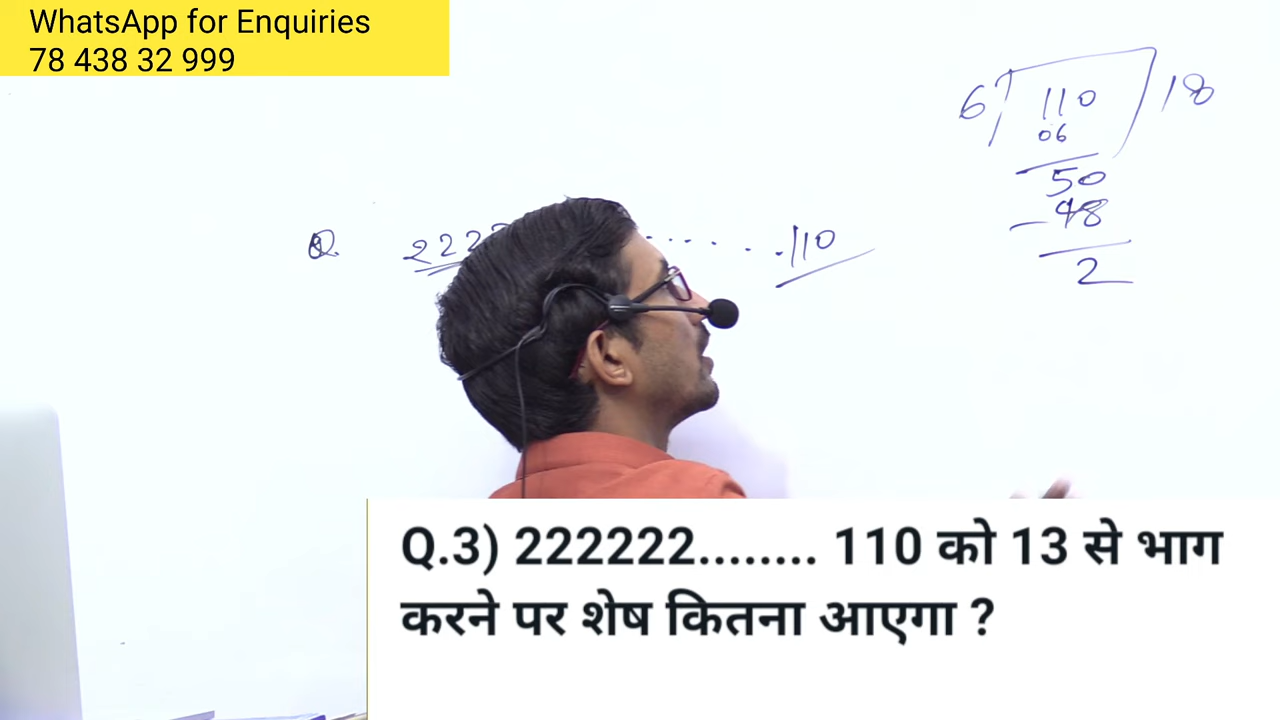 WhatsApp for Enquiries
78 438 32 999
6) 110 ) 18
06
50
- 48
2
Q. 222 ........110
Q.3) 222222........ 110 को 13 से भाग
करने पर शेष कितना आएगा ?